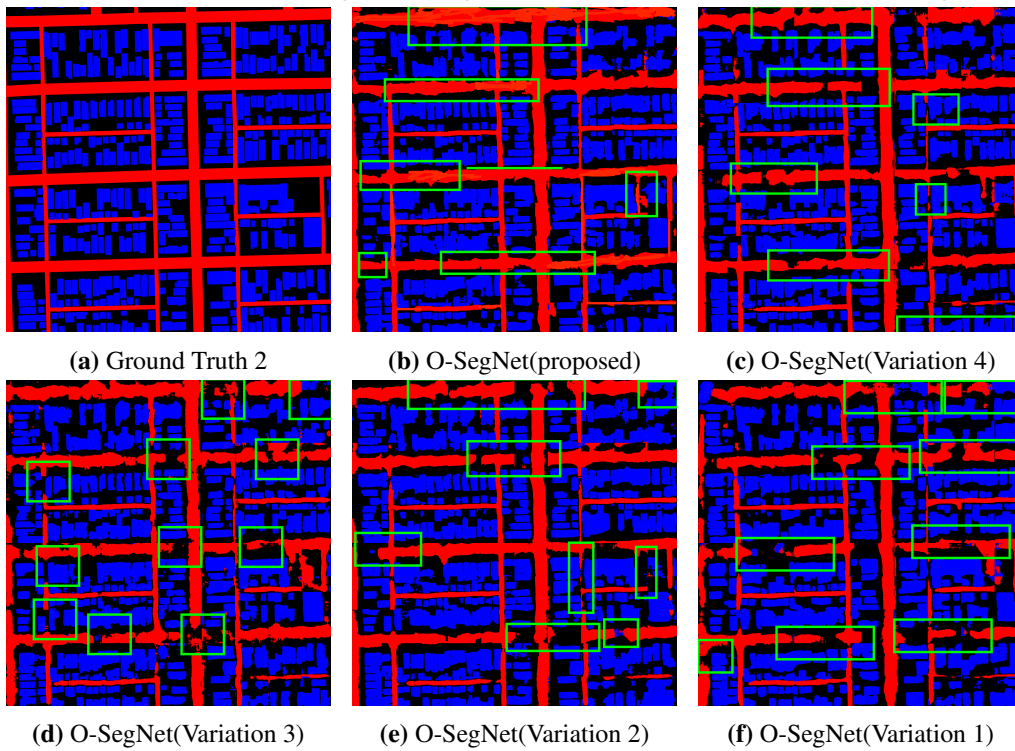 (a) Ground Truth 2
(b) O-SegNet(proposed)
(c) O-SegNet(Variation 4)
(d) O-SegNet(Variation 3)
(e) O-SegNet(Variation 2)
(f) O-SegNet(Variation 1)